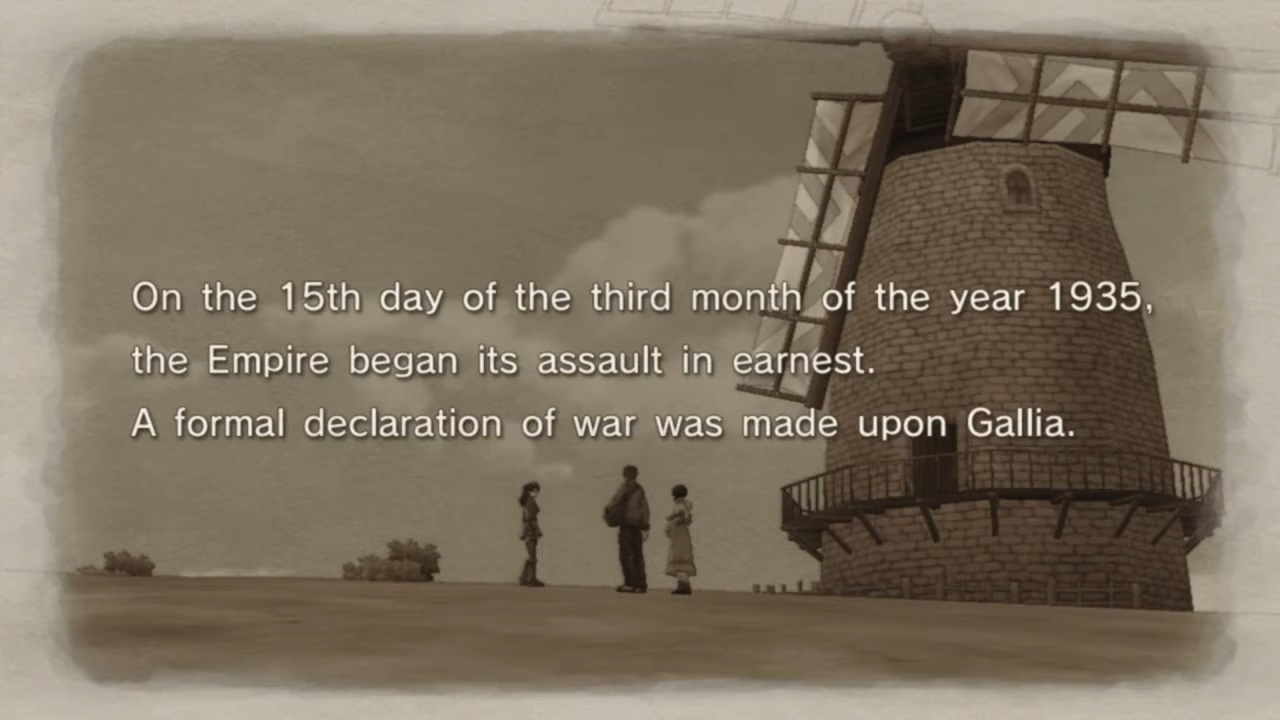 On the 15th day of the third month of the year 1935,
the Empire began its assault in earnest.
A formal declaration of war was made upon Gallia.